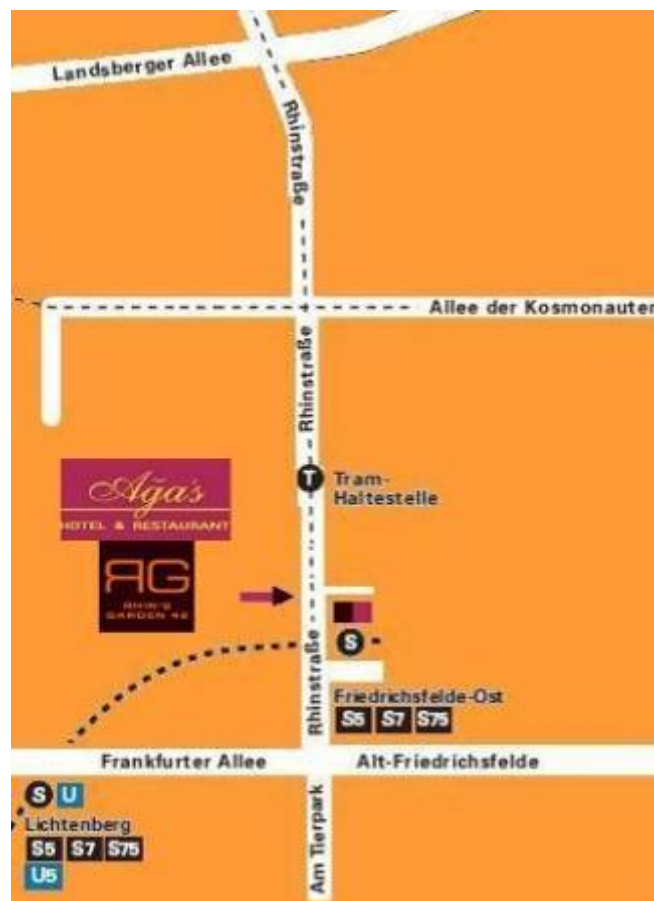 Landsberger Allee
Rhinstraße
Allee der Kosmonauten
Rhinstraße
Ağa's
HOTEL & RESTAURANT
T
Tram-
Haltestelle
RG
RHIN'S
GARDEN 42
S
Rhinstraße
Friedrichsfelde-Ost
S5 S7 S75
Frankfurter Allee
Alt-Friedrichsfelde
S U
Lichtenberg
S5 S7 S75
U5
Am Tierpark